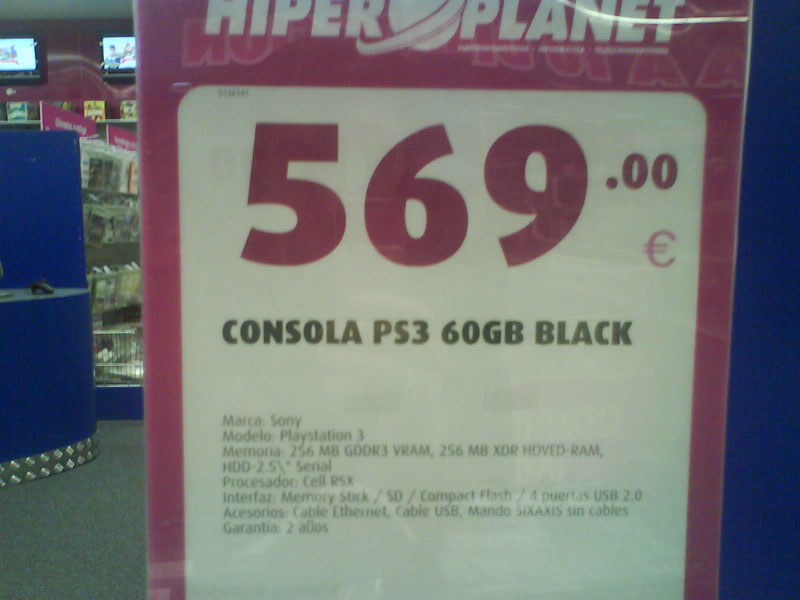 HIPER PLANET
569.00
€
CONSOLA PS3 60GB BLACK
Marca: Sony
Modelo: Playstation 3
Memoria: 256 MB GDDR3 VRAM, 256 MB XDR HOVED-RAM,
HDD-2.5\" Serial
Procesador: Cell RSX
Interfaz: Memory Stick / SD / Compact Flash / 4 puertas USB 2.0
Acesorios: Cable Ethernet, Cable USB, Mando SIXAXIS sin cables
Garantia: 2 años